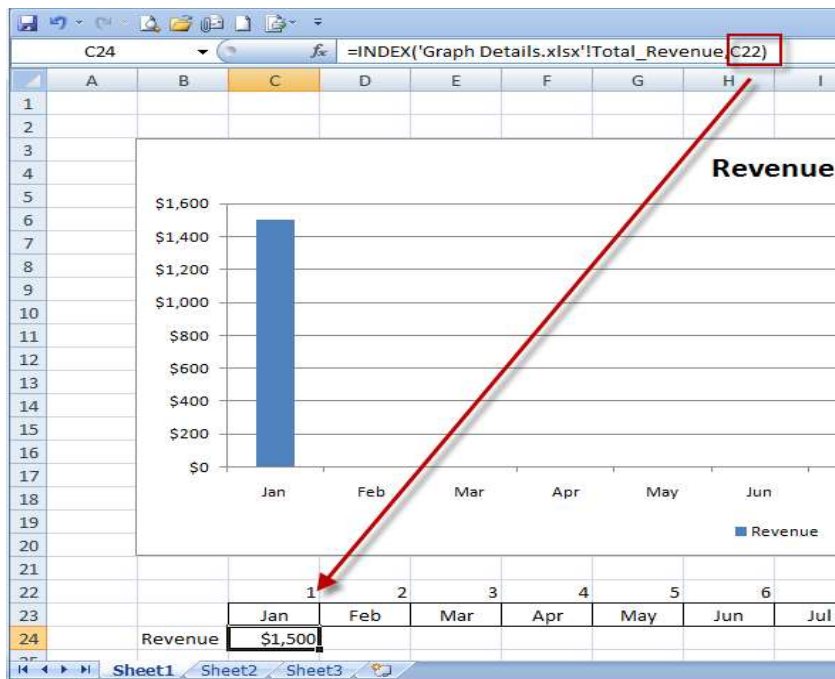 C24 fx =INDEX('Graph Details.xlsx'!Total_Revenue,C22)
A B C D E F G H I
1
2
3
4 Revenue
5 $1,600
6
7 $1,400
8 $1,200
9
10 $1,000
11 $800
12
13 $600
14 $400
15 $200
16
17 $0
18 Jan Feb Mar Apr May Jun
19
20 Revenue
21
22 1 2 3 4 5 6
23 Jan Feb Mar Apr May Jun Jul
24 Revenue $1,500
Sheet1 Sheet2 Sheet3